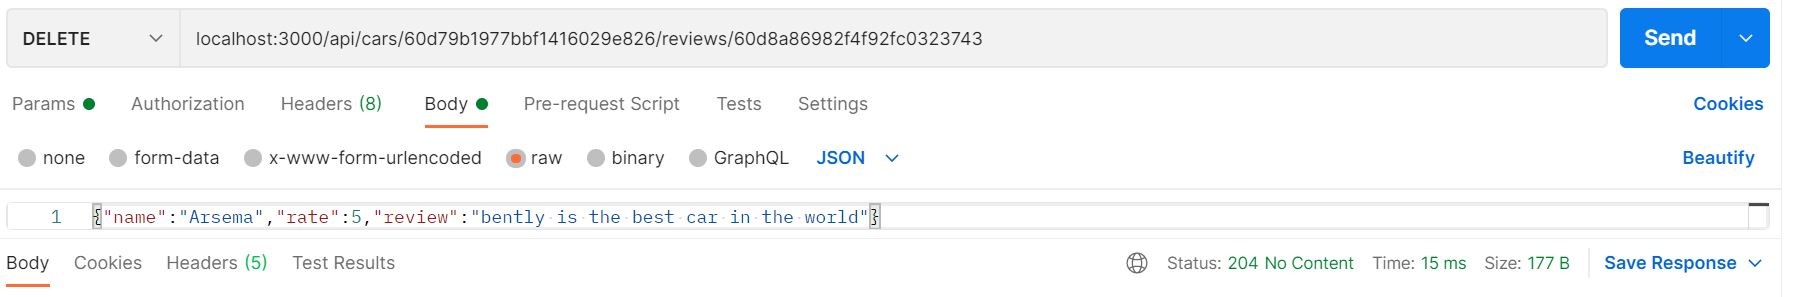 DELETE localhost:3000/api/cars/60d79b1977bbf1416029e826/reviews/60d8a86982f4f92fc0323743 Send
Params Authorization Headers (8) Body Pre-request Script Tests Settings Cookies
none form-data x-www-form-urlencoded raw binary GraphQL JSON Beautify
1 {"name":"Arsema","rate":5,"review":"bently is the best car in the world"}
Body Cookies Headers (5) Test Results Status: 204 No Content Time: 15 ms Size: 177 B Save Response